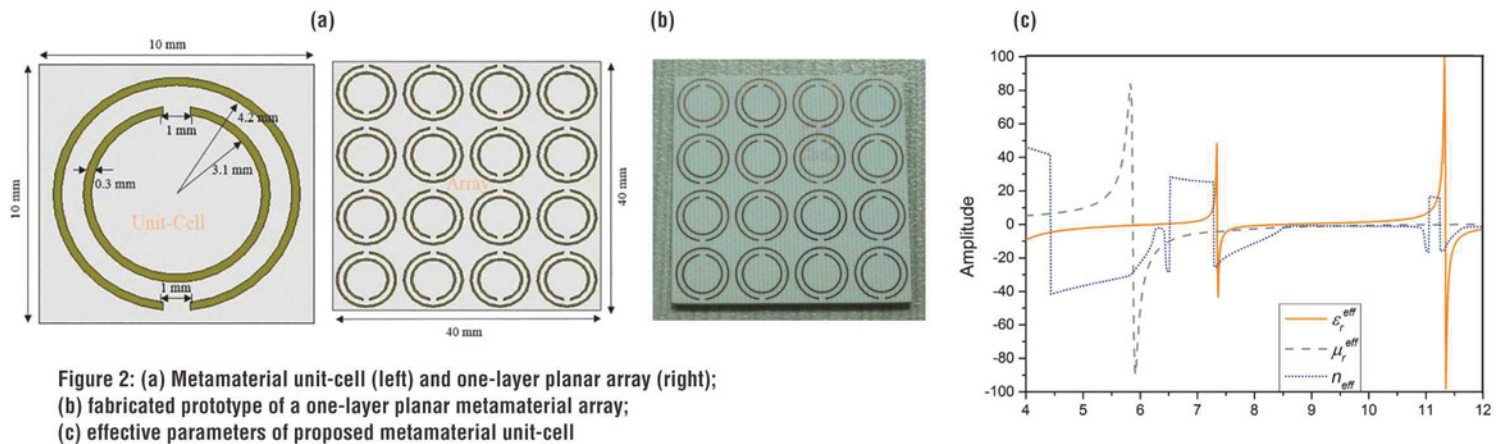 (a)
(b)
(c)
10 mm
10 mm
1 mm
4.2 mm
3.1 mm
0.3 mm
Unit-Cell
1 mm
Array
40 mm
40 mm
Amplitude
100
80
60
40
20
0
-20
-40
-60
-80
-100
4 5 6 7 8 9 10 11 12
εᵣᵉᶠᶠ
μᵣᵉᶠᶠ
n_eff
Figure 2: (a) Metamaterial unit-cell (left) and one-layer planar array (right);
(b) fabricated prototype of a one-layer planar metamaterial array;
(c) effective parameters of proposed metamaterial unit-cell